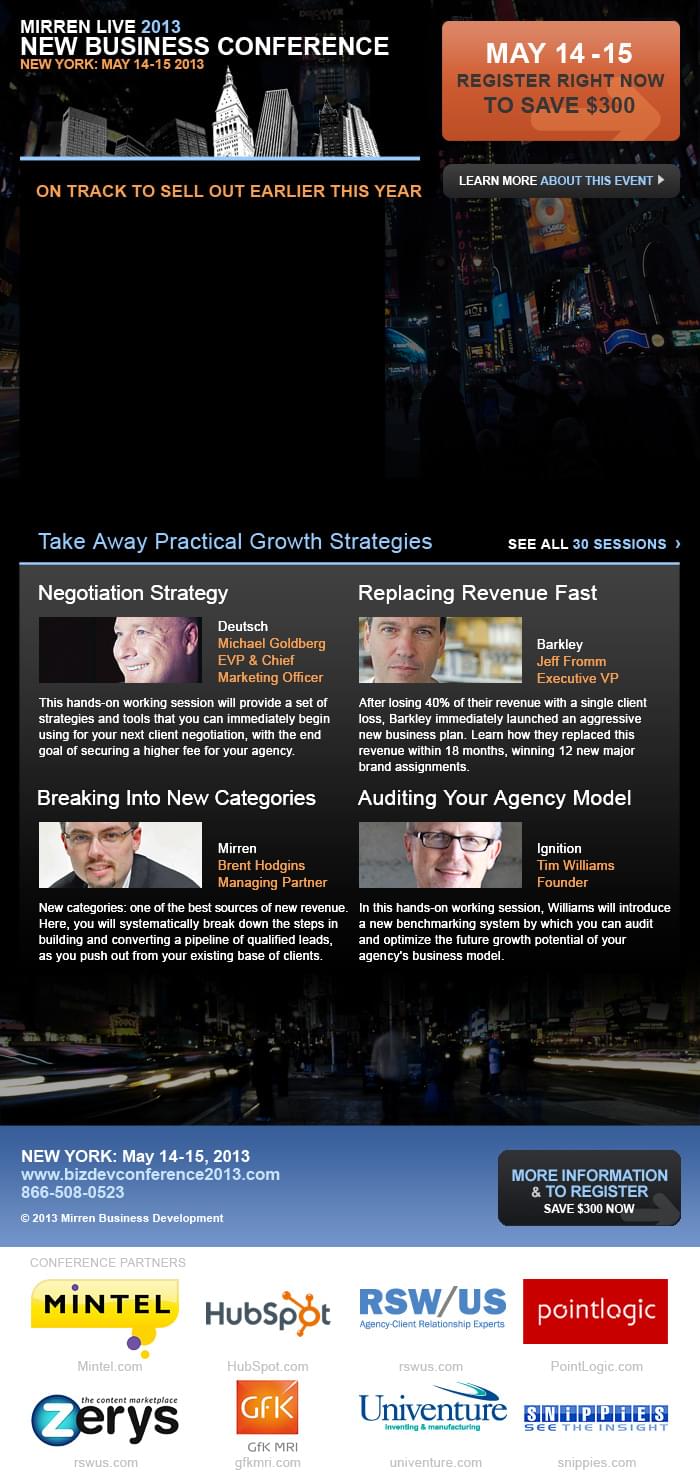 MIRREN LIVE 2013
NEW BUSINESS CONFERENCE
NEW YORK: MAY 14-15 2013
MAY 14 -15
REGISTER RIGHT NOW
TO SAVE $300
LEARN MORE ABOUT THIS EVENT
ON TRACK TO SELL OUT EARLIER THIS YEAR
Take Away Practical Growth Strategies
SEE ALL 30 SESSIONS ›
Negotiation Strategy
Deutsch
Michael Goldberg
EVP & Chief
Marketing Officer
This hands-on working session will provide a set of
strategies and tools that you can immediately begin
using for your next client negotiation, with the end
goal of securing a higher fee for your agency.
Replacing Revenue Fast
Barkley
Jeff Fromm
Executive VP
After losing 40% of their revenue with a single client
loss, Barkley immediately launched an aggressive
new business plan. Learn how they replaced this
revenue within 18 months, winning 12 new major
brand assignments.
Breaking Into New Categories
Mirren
Brent Hodgins
Managing Partner
New categories: one of the best sources of new revenue.
Here, you will systematically break down the steps in
building and converting a pipeline of qualified leads,
as you push out from your existing base of clients.
Auditing Your Agency Model
Ignition
Tim Williams
Founder
In this hands-on working session, Williams will introduce
a new benchmarking system by which you can audit
and optimize the future growth potential of your
agency's business model.
NEW YORK: May 14-15, 2013
www.bizdevconference2013.com
866-508-0523
© 2013 Mirren Business Development
MORE INFORMATION
& TO REGISTER
SAVE $300 NOW
CONFERENCE PARTNERS
MiNTEL
HubSpot
RSW/US
Agency-Client Relationship Experts
pointlogic
Mintel.com
HubSpot.com
rswus.com
PointLogic.com
the content marketplace
zerys
GfK
GfK MRI
Univenture
inventing & manufacturing
SNIPPIES
SEE THE INSIGHT
rswus.com
gfkmri.com
univenture.com
snippies.com